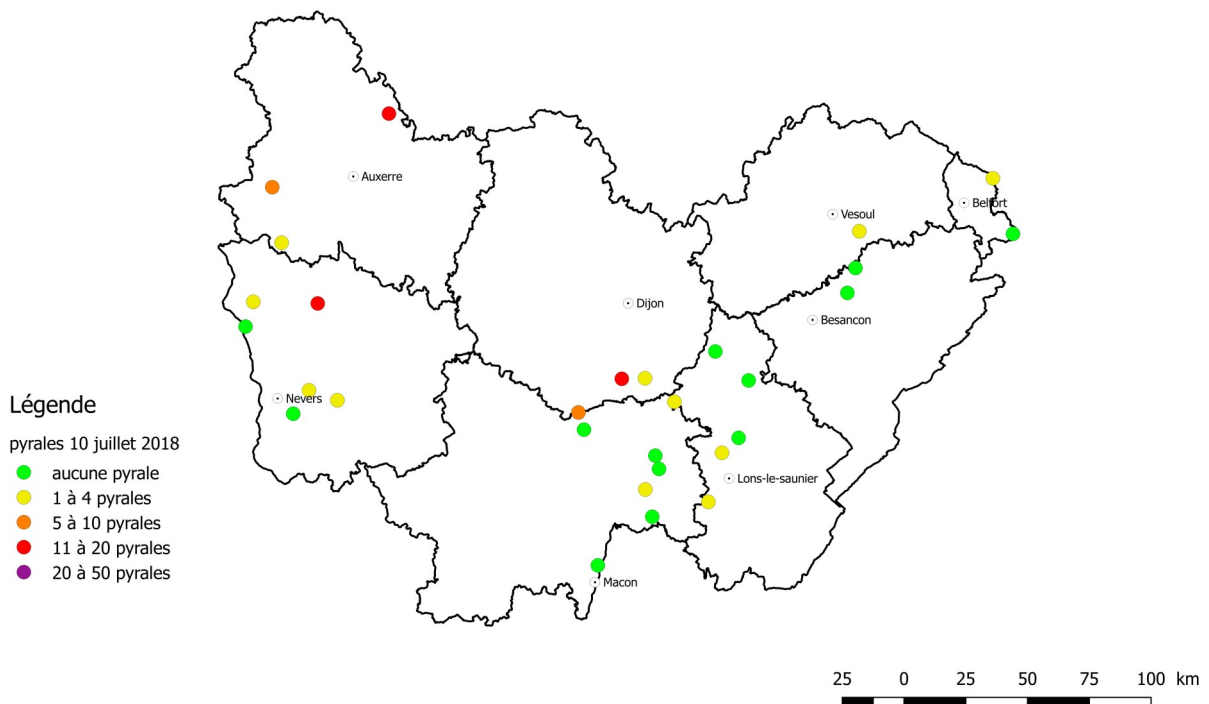 Auxerre
Belfort
Vesoul
Dijon
Besancon
Nevers
Lons-le-saunier
Macon
Légende
pyrales 10 juillet 2018
aucune pyrale
1 à 4 pyrales
5 à 10 pyrales
11 à 20 pyrales
20 à 50 pyrales
25 0 25 50 75 100 km